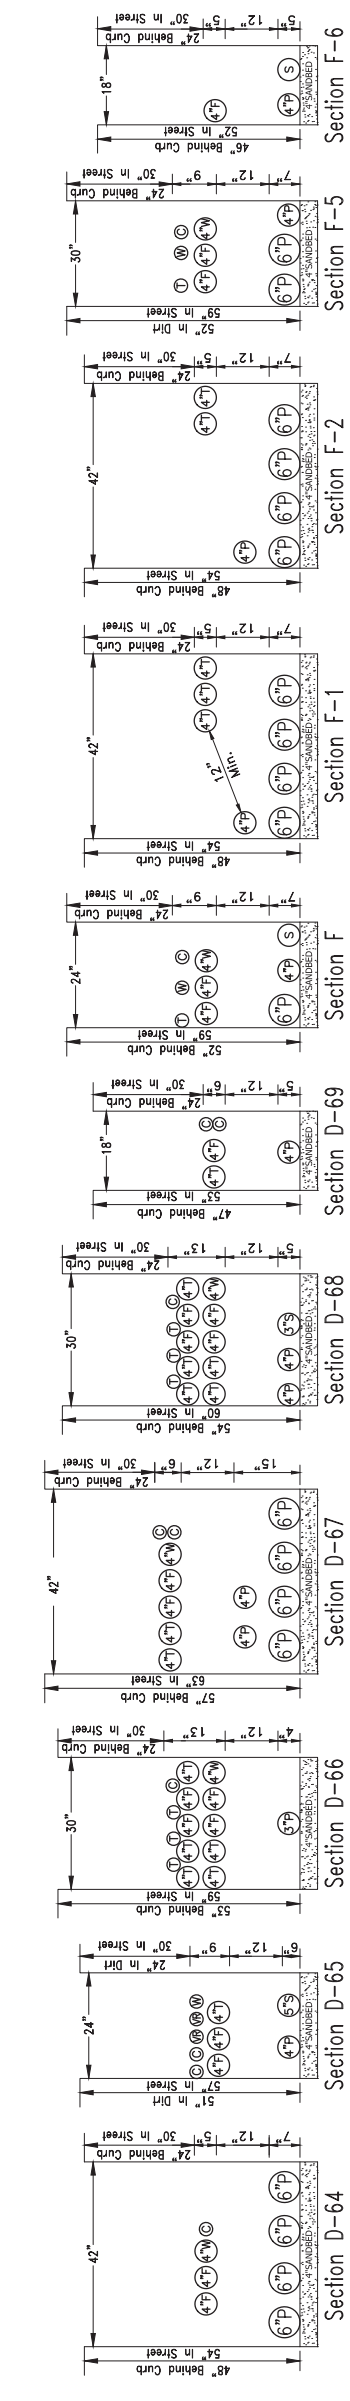 Section F-6
18"
46" Behind Curb
52" In Street
24" Behind Curb
30" In Street
5"
12"
5"
4"F
S
4"P
4"SANDBED
Section F-5
30"
52" In Dirt
59" In Street
24" Behind Curb
30" In Street
9"
12"
7"
T W C
4"F 4"F 4"W
6"P 6"P 4"P
4"SANDBED
Section F-2
42"
48" Behind Curb
54" In Street
24" Behind Curb
30" In Street
5"
12"
7"
4"T 4"T
4"P
6"P 6"P 6"P 6"P
4"SANDBED
Section F-1
42"
48" Behind Curb
54" In Street
24" Behind Curb
30" In Street
5"
12"
7"
4"T 4"T 4"T
12"
Min.
4"P
6"P 6"P 6"P 6"P
4"SANDBED
Section F
24"
52" Behind Curb
59" In Street
24" Behind Curb
30" In Street
9"
12"
7"
T W C
4"F 4"F 4"W
6"P 4"P S
4"SANDBED
Section D-69
18"
47" Behind Curb
53" In Street
24" Behind Curb
30" In Street
6"
12"
5"
4"T 4"F C C
4"P
4"SANDBED
Section D-68
30"
54" Behind Curb
60" In Street
24" Behind Curb
30" In Street
13"
12"
5"
T T C
4"T 4"T 4"F 4"F 4"T
4"T 4"T 4"F 4"F 4"W
4"P 4"P 3"S
4"SANDBED
Section D-67
42"
57" Behind Curb
63" In Street
24" Behind Curb
30" In Street
6"
12"
15"
4"T 4"T 4"F 4"F 4"W C C
4"P 4"P
6"P 6"P 6"P 6"P
4"SANDBED
Section D-66
30"
53" Behind Curb
59" In Street
24" Behind Curb
30" In Street
13"
12"
4"
T T C
4"T 4"T 4"F 4"F 4"T
4"T 4"T 4"F 4"F 4"W
3"P
4"SANDBED
Section D-65
24"
51" In Dirt
57" In Street
24" In Dirt
30" In Street
9"
12"
6"
C C VR VR W
4"F 4"F 4"T
4"P 5"S
4"SANDBED
Section D-64
42"
48" Behind Curb
54" In Street
24" Behind Curb
30" In Street
5"
12"
7"
4"F 4"F 4"W C
6"P 6"P 6"P 6"P
4"SANDBED